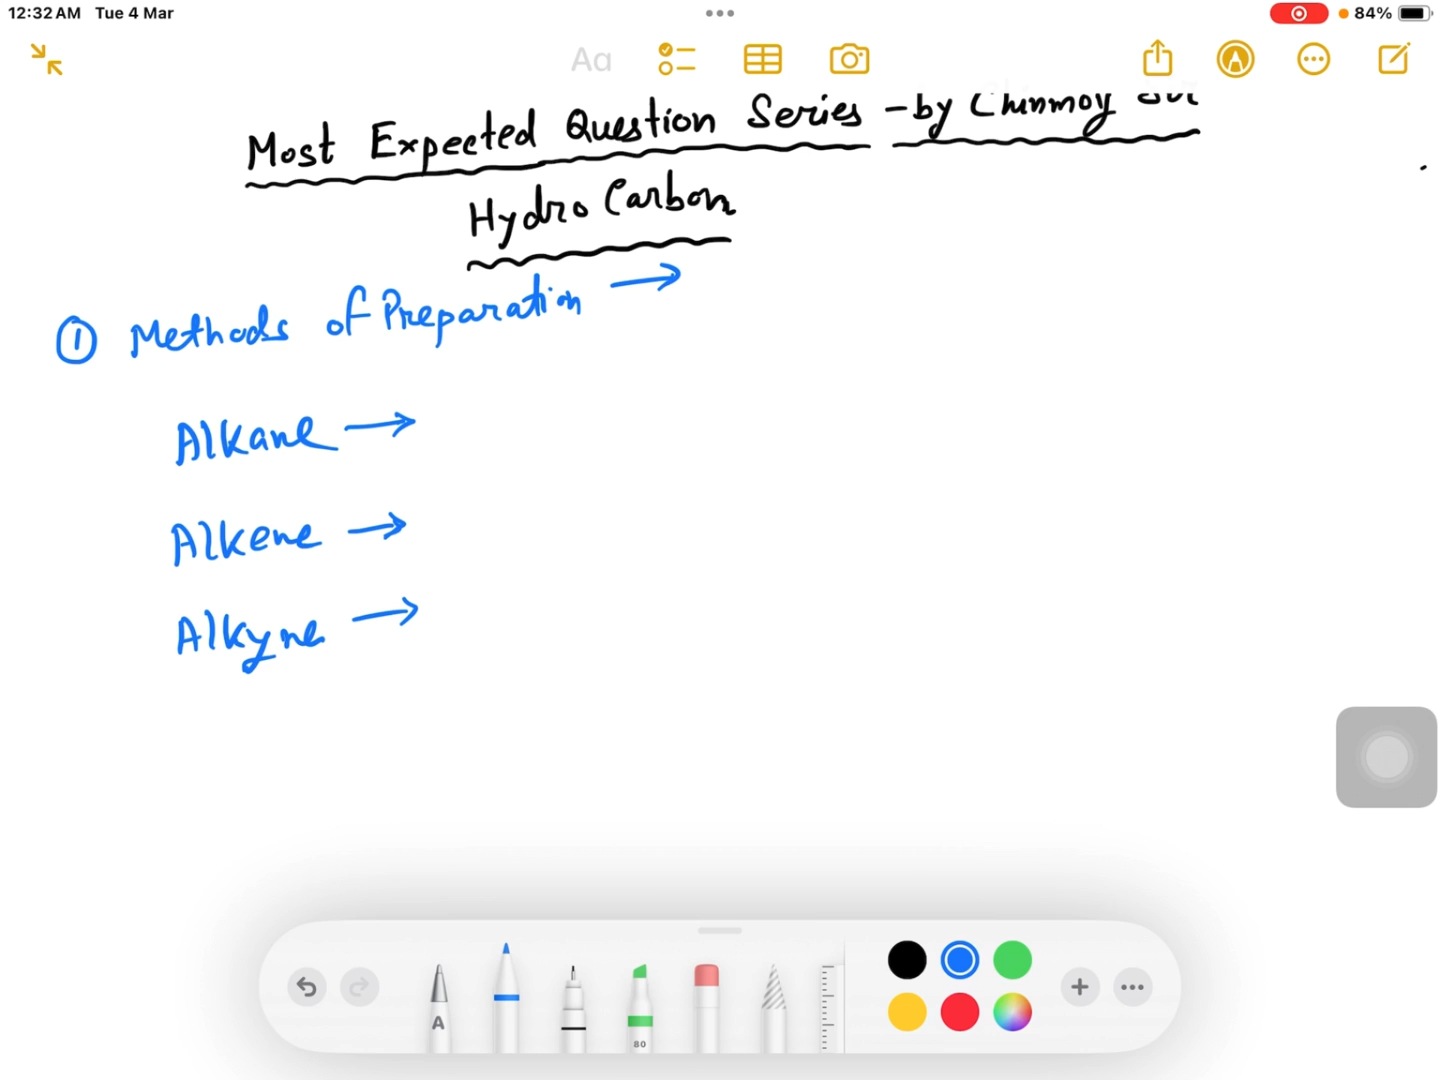 12:32 AM Tue 4 Mar
84%
Aa
Most Expected Question Series - by Chinmoy
Hydro Carbon
① Methods of Preparation →
Alkane →
Alkene →
Alkyne →
A
80